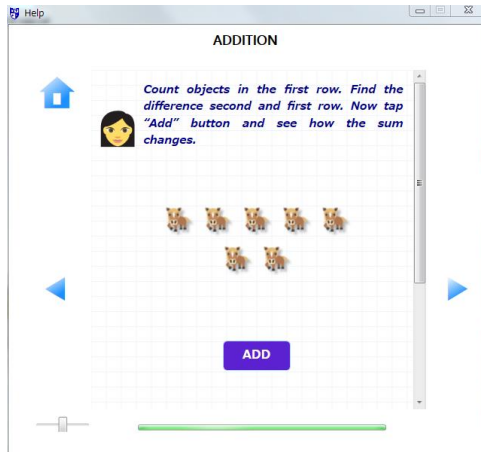 Help
ADDITION
Count objects in the first row. Find the
difference second and first row. Now tap
“Add” button and see how the sum
changes.
ADD